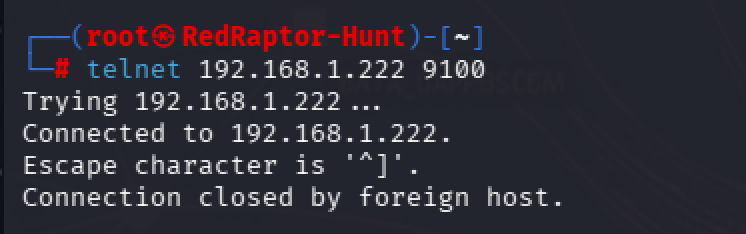 ┌──(root㉿RedRaptor-Hunt)-[~]
└─# telnet 192.168.1.222 9100
Trying 192.168.1.222...
Connected to 192.168.1.222.
Escape character is '^]'.
Connection closed by foreign host.